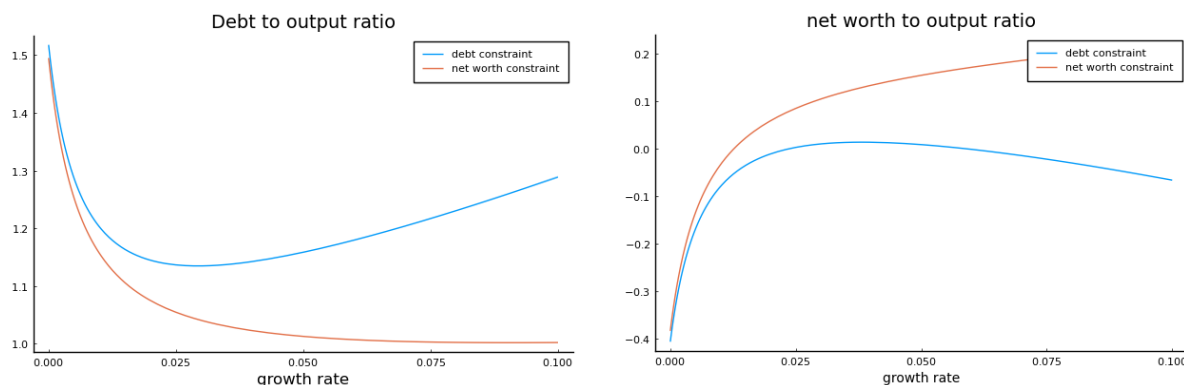 Debt to output ratio
debt constraint
net worth constraint
1.5
1.4
1.3
1.2
1.1
1.0
0.000
0.025
0.050
0.075
0.100
growth rate
net worth to output ratio
debt constraint
net worth constraint
0.2
0.1
0.0
−0.1
−0.2
−0.3
−0.4
0.000
0.025
0.050
0.075
0.100
growth rate